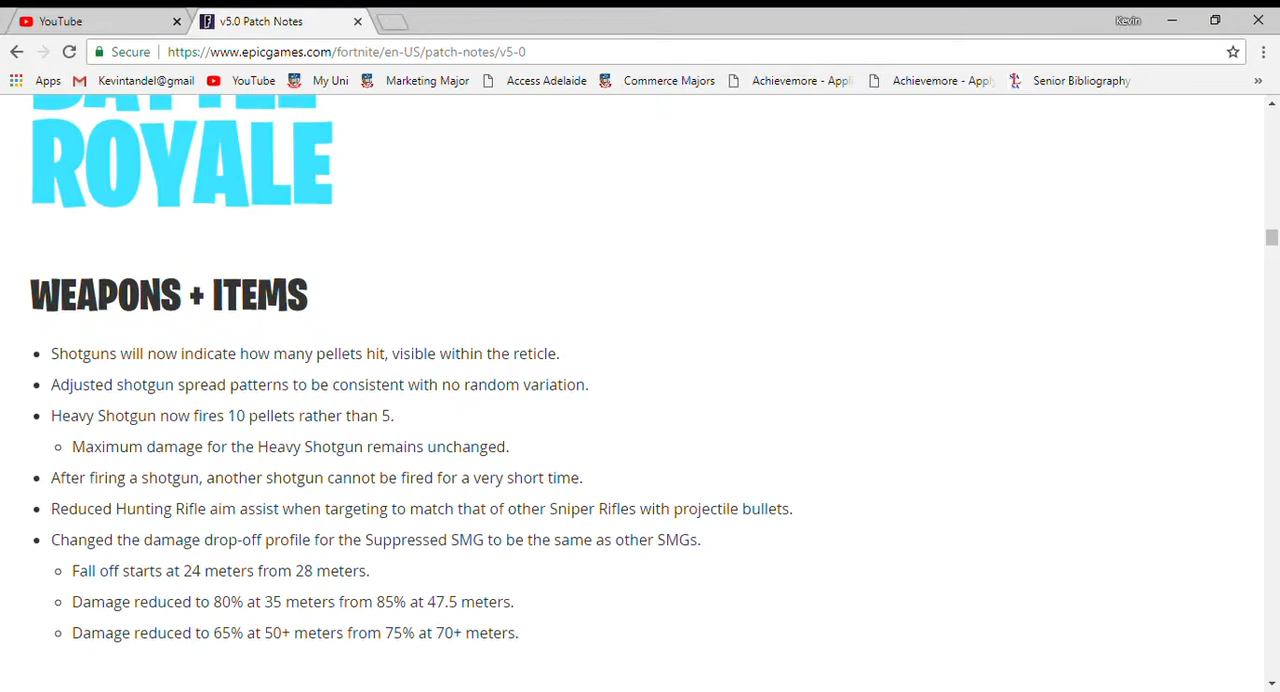 YouTube
v5.0 Patch Notes
Kevin
Secure
https://www.epicgames.com/fortnite/en-US/patch-notes/v5-0
Apps
Kevintandel@gmail
YouTube
My Uni
Marketing Major
Access Adelaide
Commerce Majors
Achievemore - Appli
Achievemore - Apply
Senior Bibliography
BATTLE
ROYALE
WEAPONS + ITEMS
Shotguns will now indicate how many pellets hit, visible within the reticle.
Adjusted shotgun spread patterns to be consistent with no random variation.
Heavy Shotgun now fires 10 pellets rather than 5.
Maximum damage for the Heavy Shotgun remains unchanged.
After firing a shotgun, another shotgun cannot be fired for a very short time.
Reduced Hunting Rifle aim assist when targeting to match that of other Sniper Rifles with projectile bullets.
Changed the damage drop-off profile for the Suppressed SMG to be the same as other SMGs.
Fall off starts at 24 meters from 28 meters.
Damage reduced to 80% at 35 meters from 85% at 47.5 meters.
Damage reduced to 65% at 50+ meters from 75% at 70+ meters.